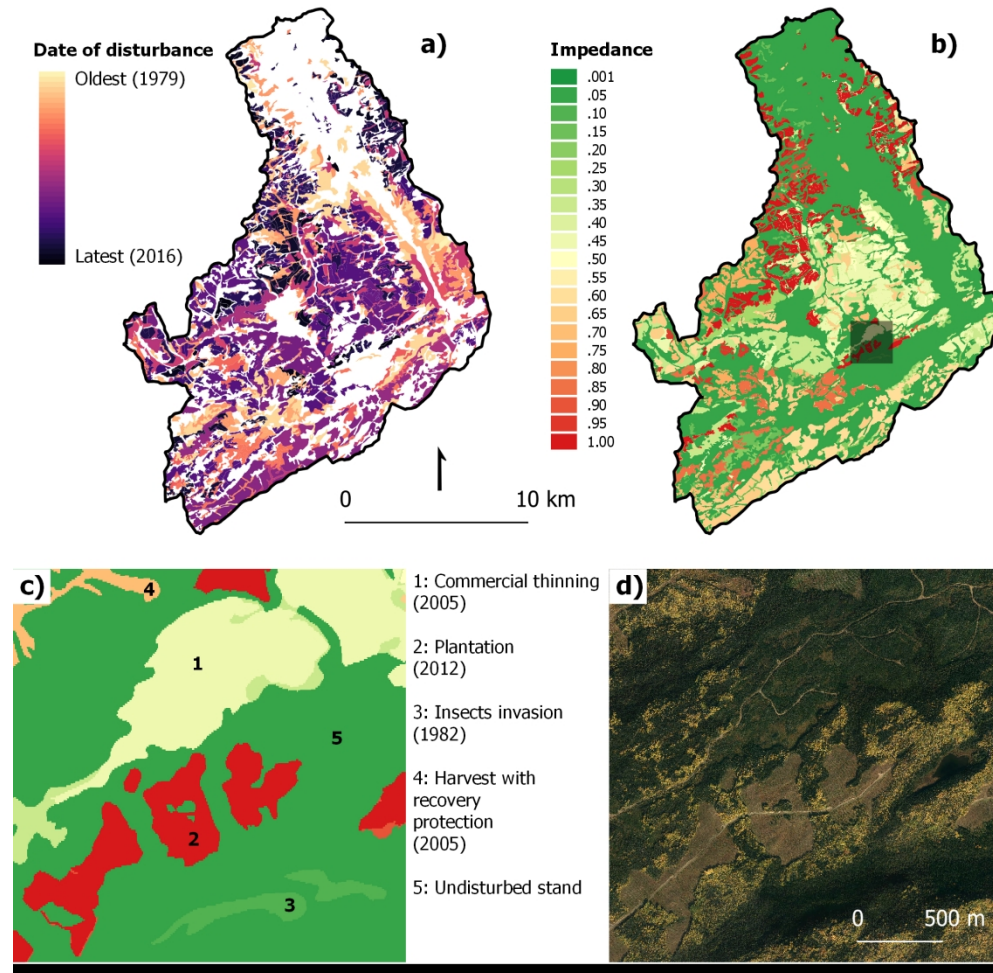 Date of disturbance
a)
Oldest (1979)
Latest (2016)
0
10 km
Impedance
b)
.001
.05
.10
.15
.20
.30
.35
.40
.45
.50
.55
.60
.65
.70
.75
.80
.85
.90
.95
1.00
c)
4
1
5
2
3
1: Commercial thinning
(2005)
2: Plantation
(2012)
3: Insects invasion
(1982)
4: Harvest with
recovery
protection
(2005)
5: Undisturbed stand
d)
0
500 m